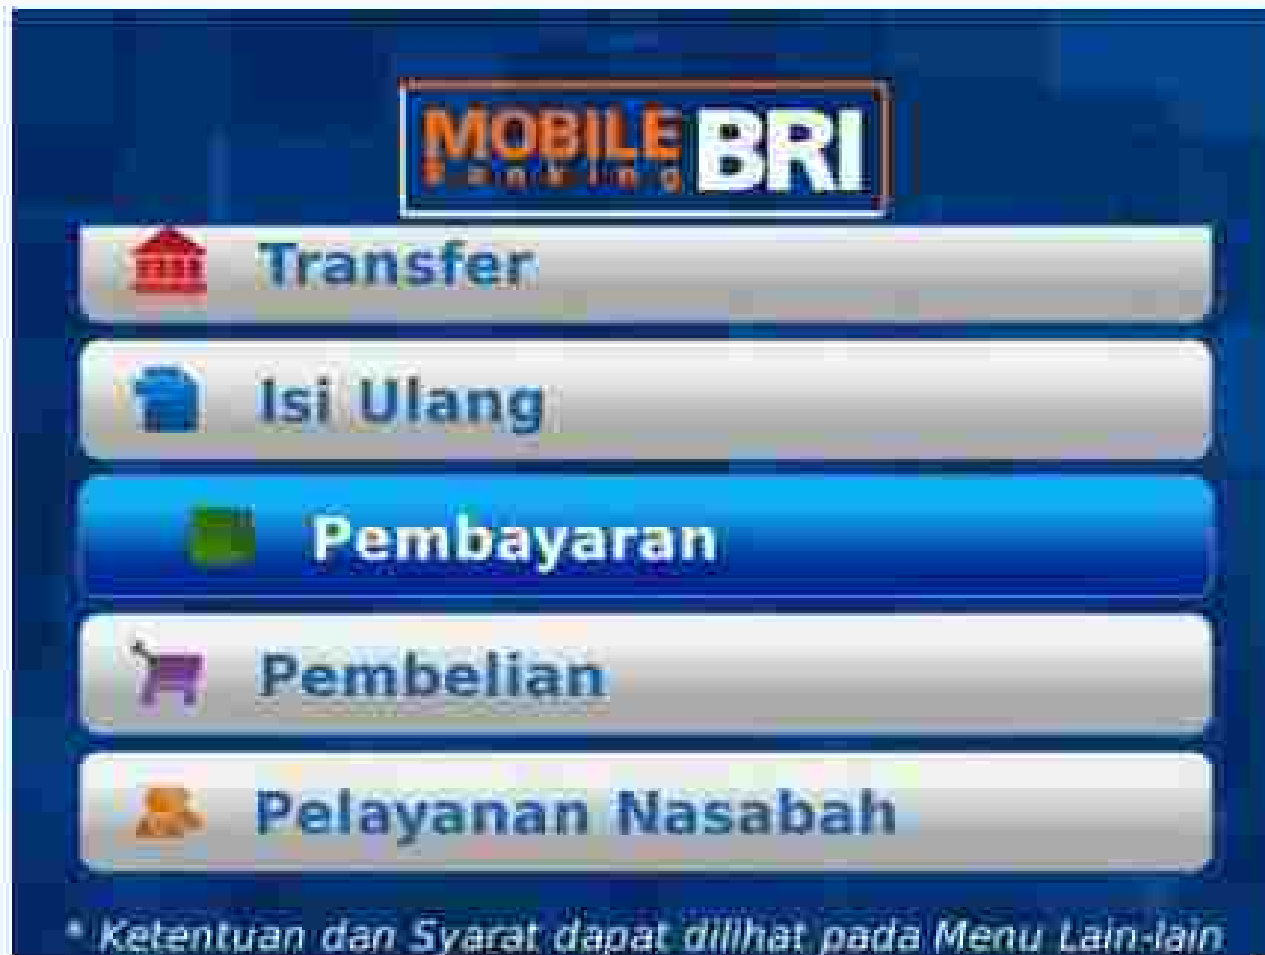 MOBILE BRI
Banking
Transfer
Isi Ulang
Pembayaran
Pembelian
Pelayanan Nasabah
* Ketentuan dan Syarat dapat dilihat pada Menu Lain-lain